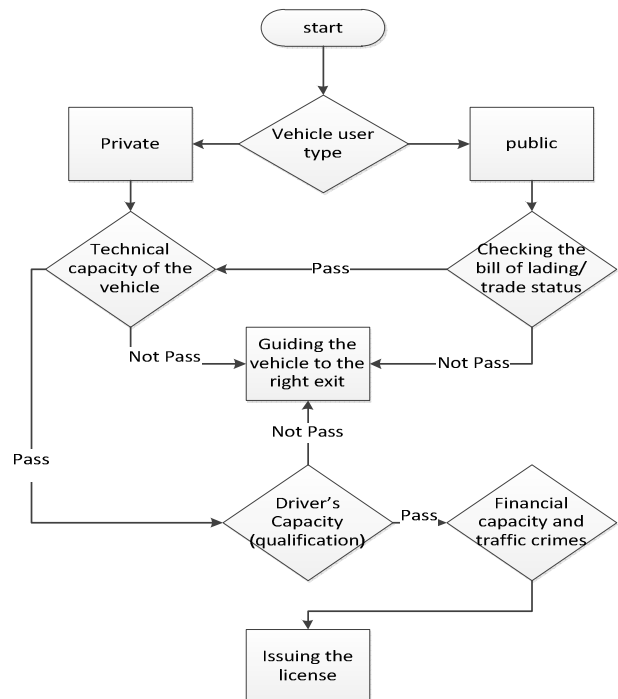 start
Vehicle user
type
Private
public
Technical
capacity of the
vehicle
Pass
Checking the
bill of lading/
trade status
Not Pass
Guiding the
vehicle to the
right exit
Not Pass
Not Pass
Pass
Driver's
Capacity
(qualification)
Pass
Financial
capacity and
traffic crimes
Issuing the
license